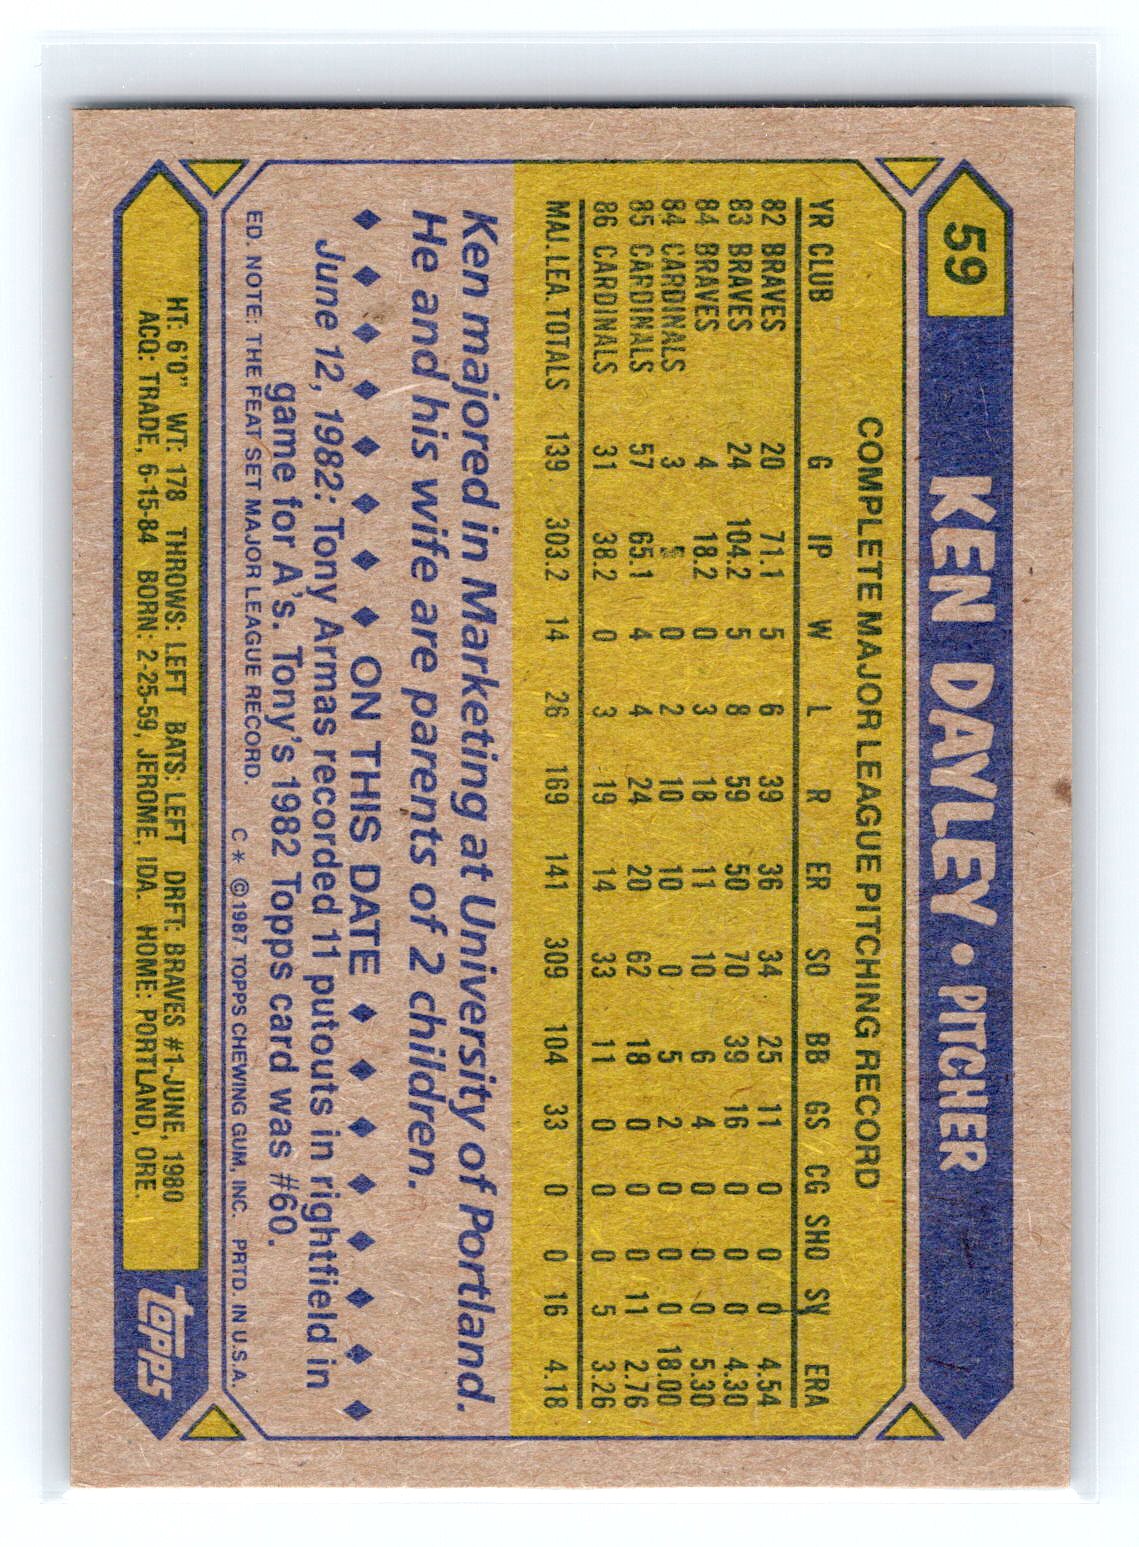 59 KEN DAYLEY • PITCHER
COMPLETE MAJOR LEAGUE PITCHING RECORD
YR CLUB G IP W L R ER SO BB GS CG SHO SV ERA
82 BRAVES 20 71.1 5 6 39 36 34 25 11 0 0 0 4.54
83 BRAVES 24 104.2 5 8 59 50 70 39 16 0 0 0 4.30
84 BRAVES 4 18.2 0 3 18 11 10 6 4 0 0 0 5.30
84 CARDINALS 3 5 0 2 10 10 0 5 2 0 0 0 18.00
85 CARDINALS 57 65.1 4 4 24 20 62 18 0 0 0 11 2.76
86 CARDINALS 31 38.2 0 3 19 14 33 11 0 0 0 5 3.26
MAJ. LEA. TOTALS 139 303.2 14 26 169 141 309 104 33 0 0 16 4.18
Ken majored in Marketing at University of Portland.
He and his wife are parents of 2 children.
◆ ◆ ◆ ◆ ◆ ◆ ◆ ◆ ON THIS DATE ◆ ◆ ◆ ◆ ◆ ◆ ◆ ◆
June 12, 1982: Tony Armas recorded 11 putouts in rightfield in
game for A's. Tony's 1982 Topps card was #60.
ED. NOTE: THE FEAT SET MAJOR LEAGUE RECORD. C * ©1987 TOPPS CHEWING GUM, INC. PRTD. IN U.S.A.
HT: 6'0" WT: 178 THROWS: LEFT BATS: LEFT DRFT: BRAVES #1-JUNE, 1980
ACQ: TRADE, 6-15-84 BORN: 2-25-59, JEROME, IDA. HOME: PORTLAND, ORE.
topps